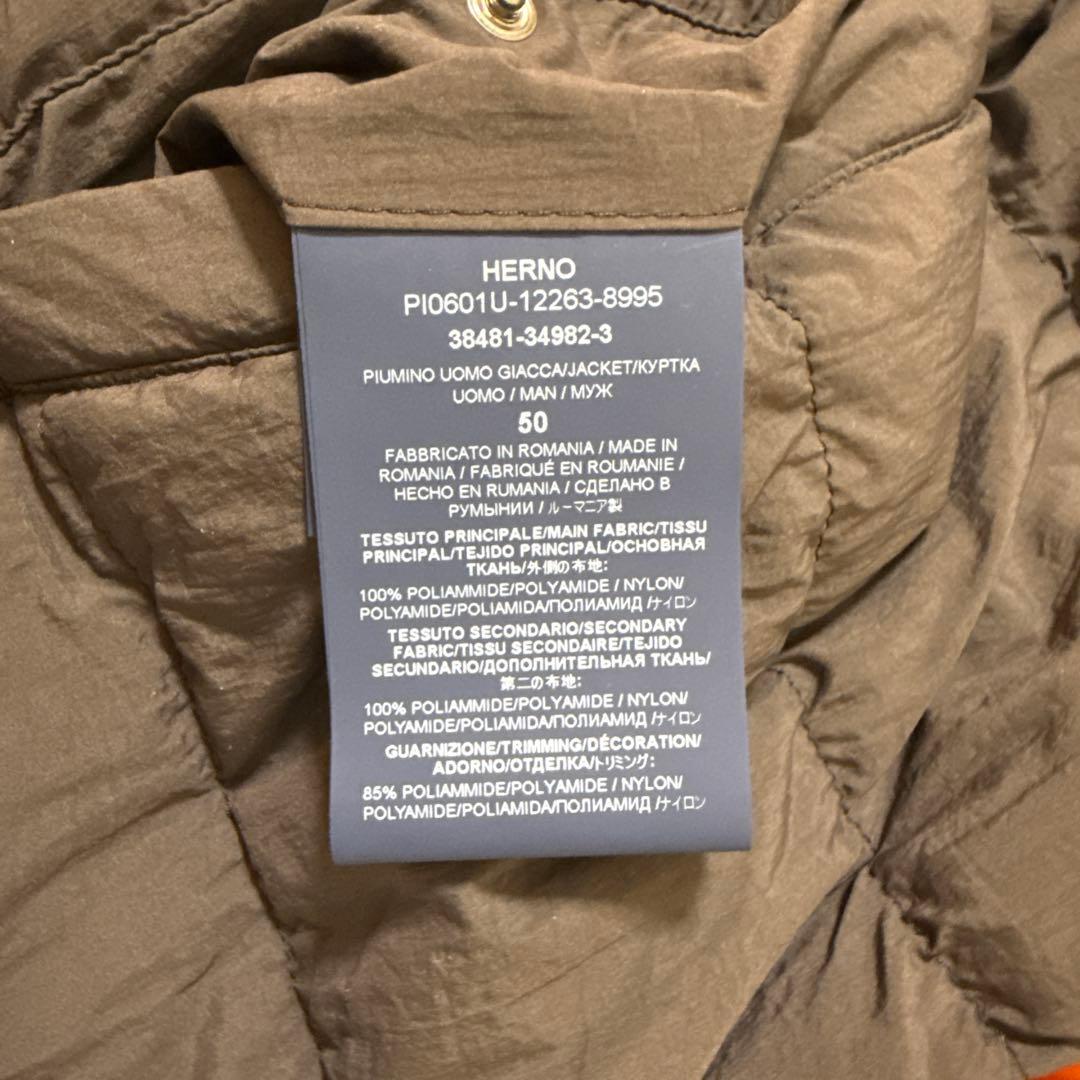 HERNO
PI0601U-12263-8995
38481-34982-3
PIUMINO UOMO GIACCA/JACKET/КУРТКА
UOMO / MAN / МУЖ
50
FABBRICATO IN ROMANIA / MADE IN
ROMANIA / FABRIQUÉ EN ROUMANIE /
HECHO EN RUMANIA / СДЕЛАНО В
РУМЫНИИ / ルーマニア製
TESSUTO PRINCIPALE/MAIN FABRIC/TISSU
PRINCIPAL/TEJIDO PRINCIPAL/ОСНОВНАЯ
ТКАНЬ/外側の布地:
100% POLIAMMIDE/POLYAMIDE / NYLON/
POLYAMIDE/POLIAMIDA/ПОЛИАМИД /ナイロン
TESSUTO SECONDARIO/SECONDARY
FABRIC/TISSU SECONDAIRE/TEJIDO
SECUNDARIO/ДОПОЛНИТЕЛЬНАЯ ТКАНЬ/
第二の布地:
100% POLIAMMIDE/POLYAMIDE / NYLON/
POLYAMIDE/POLIAMIDA/ПОЛИАМИД /ナイロン
GUARNIZIONE/TRIMMING/DÉCORATION/
ADORNO/ОТДЕЛКА/トリミング:
85% POLIAMMIDE/POLYAMIDE / NYLON/
POLYAMIDE/POLIAMIDA/ПОЛИАМИД /ナイロン